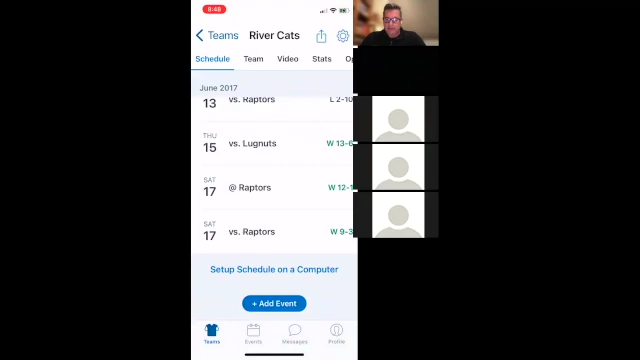 8:48
Teams River Cats
Schedule Team Video Stats Op
June 2017
13 vs. Raptors L 2-10
THU
15 vs. Lugnuts W 13-6
SAT
17 @ Raptors W 12-1
SAT
17 vs. Raptors W 9-3
Setup Schedule on a Computer
+ Add Event
Teams Events Messages Profile